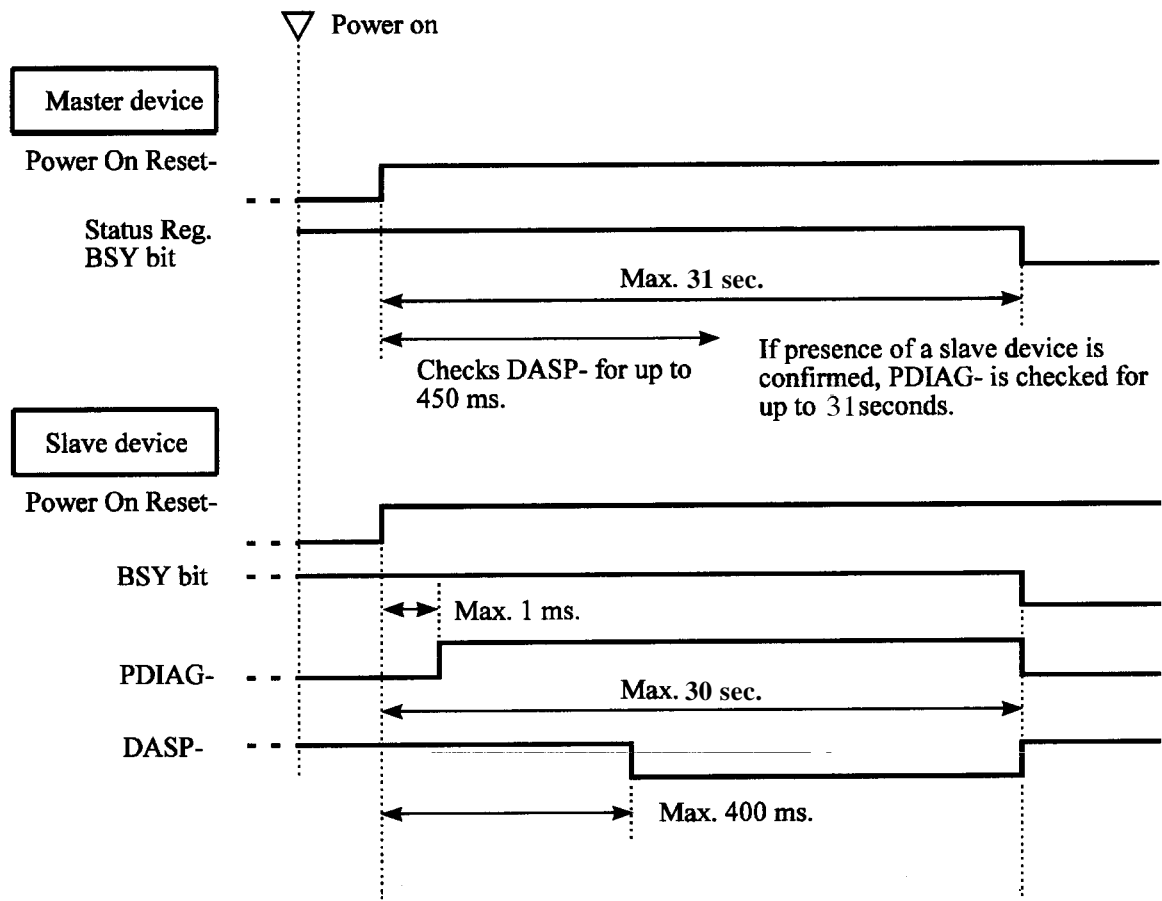 Power on
Master device
Power On Reset-
Status Reg.
BSY bit
Max. 31 sec.
Checks DASP- for up to
450 ms.
If presence of a slave device is
confirmed, PDIAG- is checked for
up to 31seconds.
Slave device
Power On Reset-
BSY bit
Max. 1 ms.
PDIAG-
Max. 30 sec.
DASP-
Max. 400 ms.